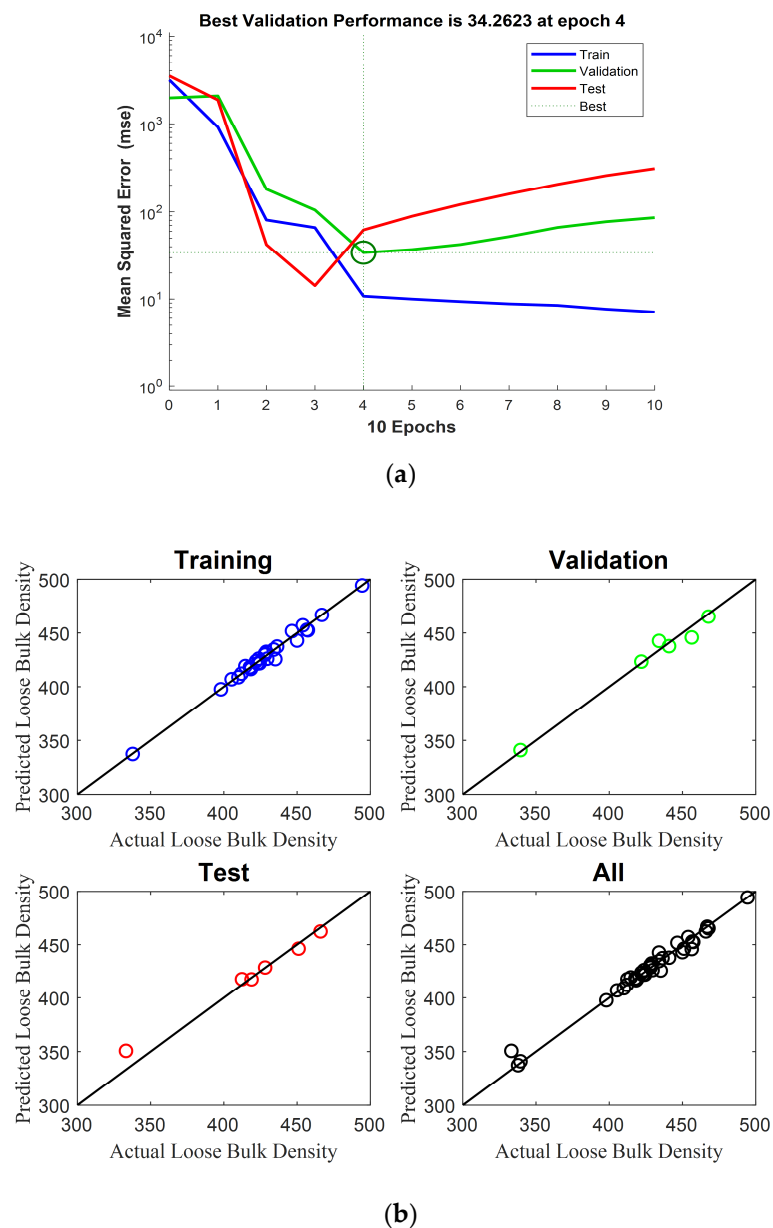 Best Validation Performance is 34.2623 at epoch 4
Mean Squared Error (mse)
10^4
10^3
10^2
10^1
10^0
Train
Validation
Test
Best
0 1 2 3 4 5 6 7 8 9 10
10 Epochs
(a)
Training
Predicted Loose Bulk Density
500
450
400
350
300
300 350 400 450 500
Actual Loose Bulk Density
Validation
Predicted Loose Bulk Density
500
450
400
350
300
300 350 400 450 500
Actual Loose Bulk Density
Test
Predicted Loose Bulk Density
500
450
400
350
300
300 350 400 450 500
Actual Loose Bulk Density
All
Predicted Loose Bulk Density
500
450
400
350
300
300 350 400 450 500
Actual Loose Bulk Density
(b)